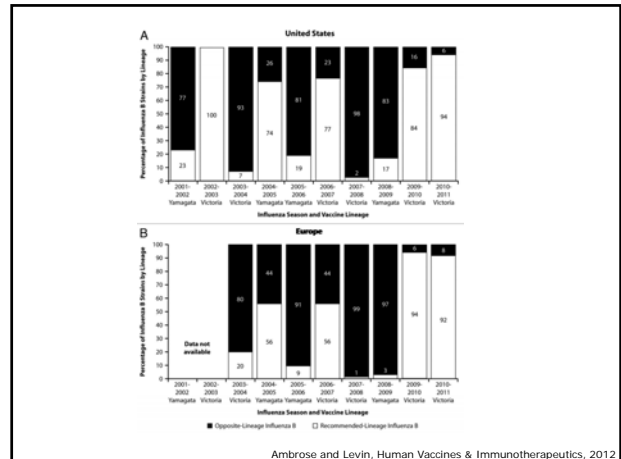 A
United States
Percentage of Influenza B Strains by Lineage
100
90
80
70
60
50
40
30
20
10
0
77 100 93 26 81 23 98 83 16 6
23 7 74 19 77 2 17 84 94
2001- 2002- 2003- 2004- 2005- 2006- 2007- 2008- 2009- 2010-
2002 2003 2004 2005 2006 2007 2008 2009 2010 2011
Yamagata Victoria Victoria Yamagata Yamagata Victoria Victoria Yamagata Victoria Victoria
Influenza Season and Vaccine Lineage
B
Europe
Percentage of Influenza B Strains by Lineage
100
90
80
70
60
50
40
30
20
10
0
Data not
available
80 44 91 44 99 97 6 8
20 56 9 56 1 3 94 92
2001- 2002- 2003- 2004- 2005- 2006- 2007- 2008- 2009- 2010-
2002 2003 2004 2005 2006 2007 2008 2009 2010 2011
Yamagata Victoria Victoria Yamagata Yamagata Victoria Victoria Yamagata Victoria Victoria
Influenza Season and Vaccine Lineage
Opposite-Lineage Influenza B Recommended-Lineage Influenza B
Ambrose and Levin, Human Vaccines & Immunotherapeutics, 2012